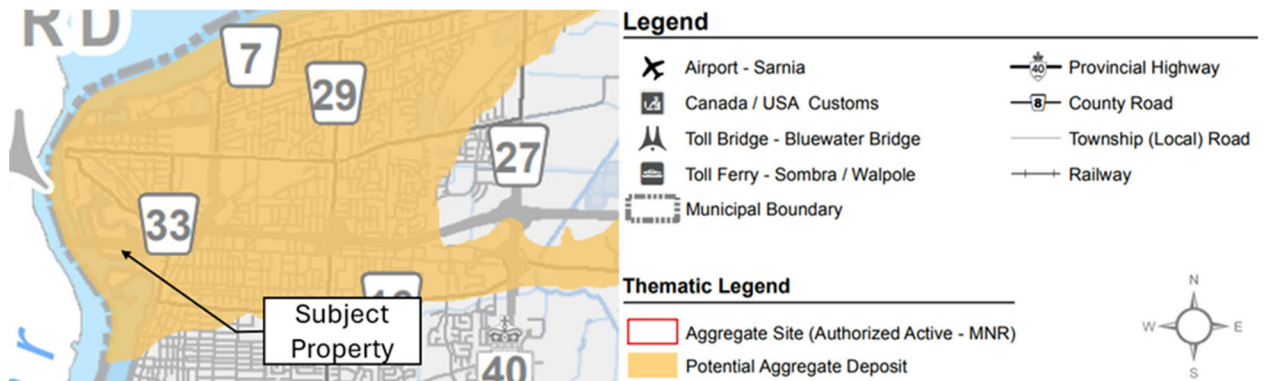 RD
7
29
27
33
Subject
Property
40
r
Legend
Airport - Sarnia
Canada / USA Customs
Toll Bridge - Bluewater Bridge
Toll Ferry - Sombra / Walpole
Municipal Boundary
40 Provincial Highway
8 County Road
Township (Local) Road
Railway
Thematic Legend
Aggregate Site (Authorized Active - MNR)
Potential Aggregate Deposit
N
W E
S